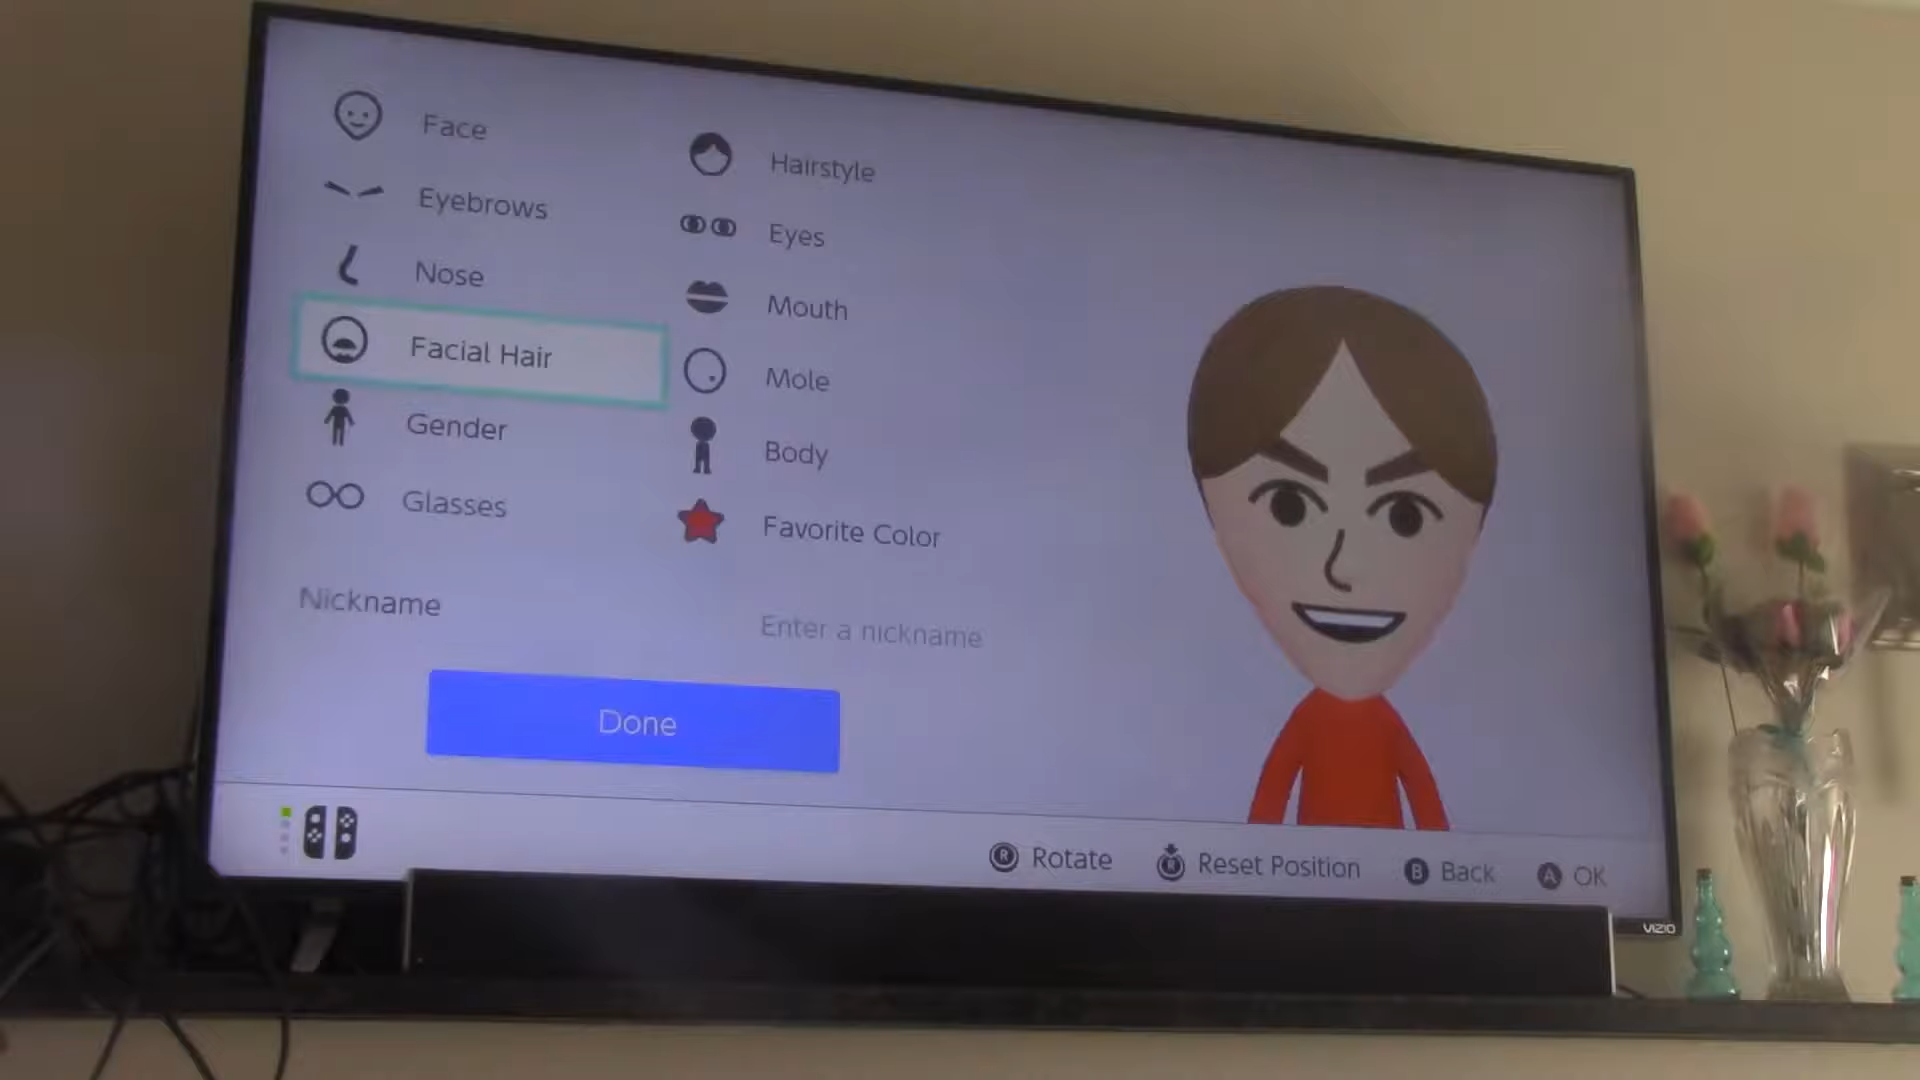 Face
Hairstyle
Eyebrows
Eyes
Nose
Mouth
Facial Hair
Mole
Gender
Body
Glasses
Favorite Color
Nickname
Enter a nickname
Done
R Rotate
R Reset Position
B Back
A OK
VIZIO